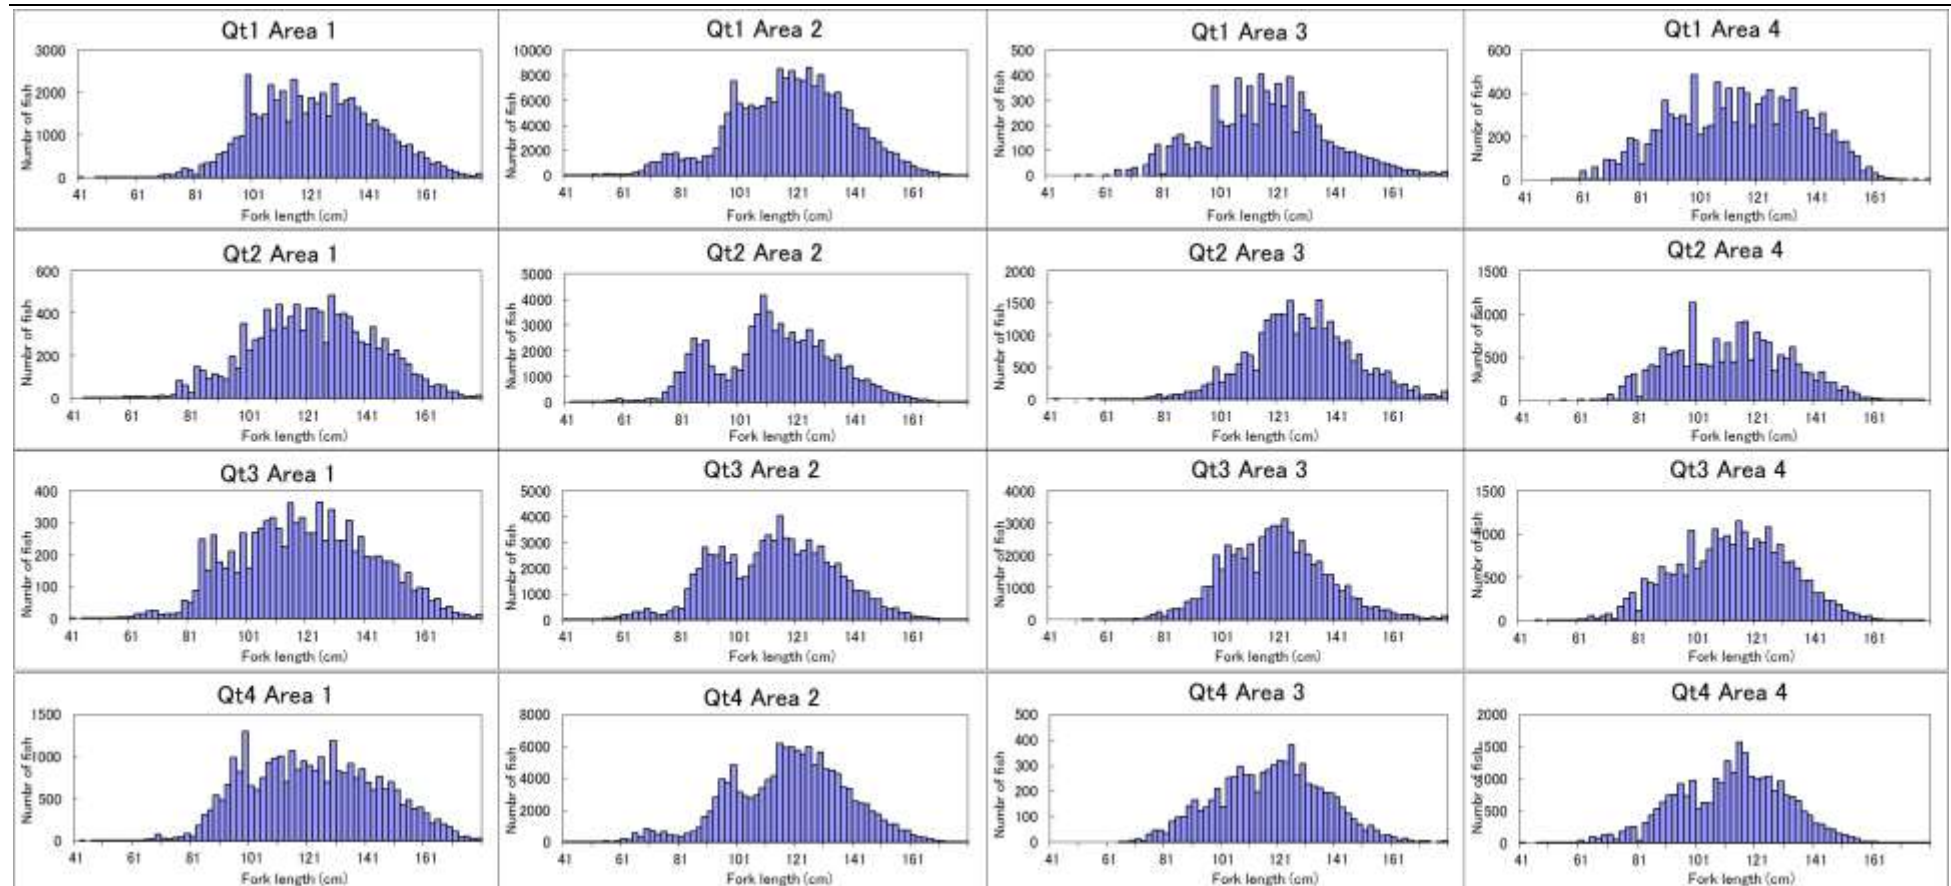 Qt1 Area 1
3000
2000
1000
0
Numbr of fish
41 61 81 101 121 141 161
Fork length (cm)
Qt1 Area 2
10000
8000
6000
4000
2000
0
Numbr of fish
41 61 81 101 121 141 161
Fork length (cm)
Qt1 Area 3
500
400
300
200
100
0
Numbr of fish
41 61 81 101 121 141 161
Fork length (cm)
Qt1 Area 4
600
400
200
0
Numbr of fish
41 61 81 101 121 141 161
Fork length (cm)
Qt2 Area 1
600
400
200
0
Numbr of fish
41 61 81 101 121 141 161
Fork length (cm)
Qt2 Area 2
5000
4000
3000
2000
1000
0
Numbr of fish
41 61 81 101 121 141 161
Fork length (cm)
Qt2 Area 3
2000
1500
1000
500
0
Numbr of fish
41 61 81 101 121 141 161
Fork length (cm)
Qt2 Area 4
1500
1000
500
0
Numbr of fish
41 61 81 101 121 141 161
Fork length (cm)
Qt3 Area 1
400
300
200
100
0
Numbr of fish
41 61 81 101 121 141 161
Fork length (cm)
Qt3 Area 2
5000
4000
3000
2000
1000
0
Numbr of fish
41 61 81 101 121 141 161
Fork length (cm)
Qt3 Area 3
4000
3000
2000
1000
0
Numbr of fish
41 61 81 101 121 141 161
Fork length (cm)
Qt3 Area 4
1500
1000
500
0
Numbr of fish
41 61 81 101 121 141 161
Fork length (cm)
Qt4 Area 1
1500
1000
500
0
Numbr of fish
41 61 81 101 121 141 161
Fork length (cm)
Qt4 Area 2
8000
6000
4000
2000
0
Numbr of fish
41 61 81 101 121 141 161
Fork length (cm)
Qt4 Area 3
500
400
300
200
100
0
Numbr of fish
41 61 81 101 121 141 161
Fork length (cm)
Qt4 Area 4
2000
1500
1000
500
0
Numbr of fish
41 61 81 101 121 141 161
Fork length (cm)